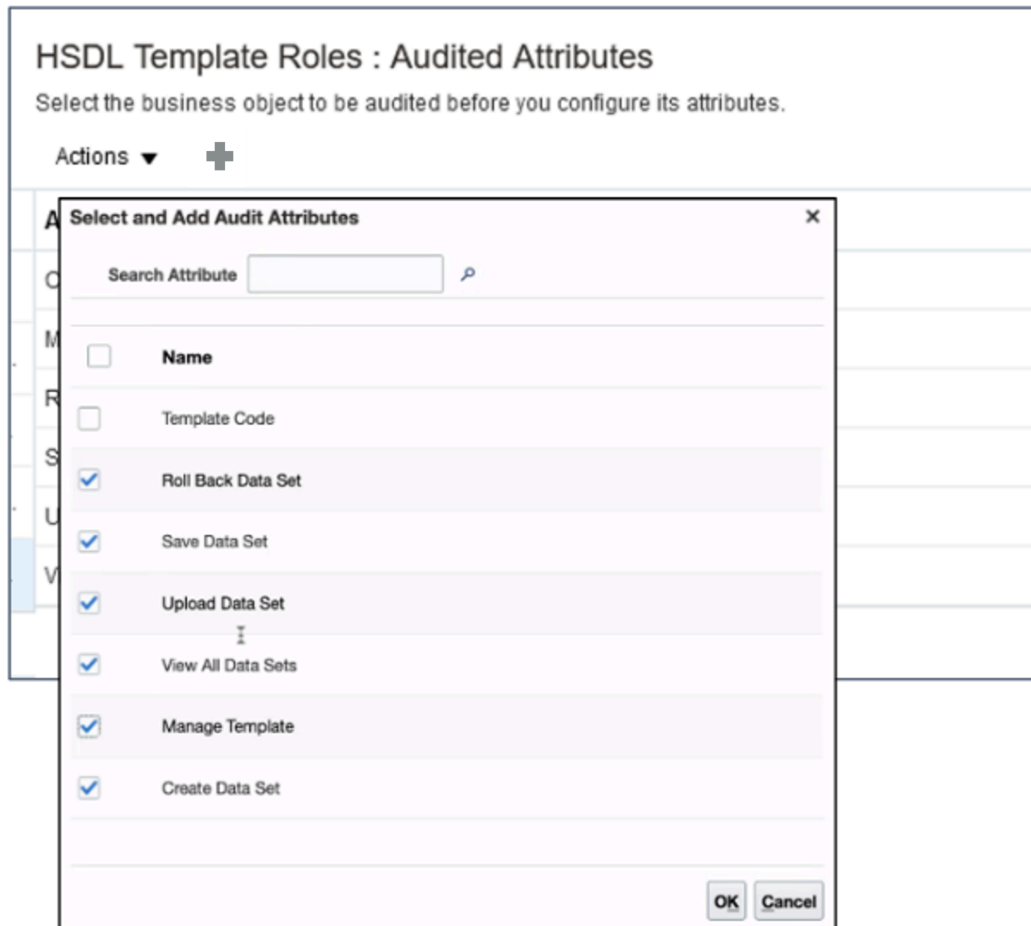 HSDL Template Roles : Audited Attributes
Select the business object to be audited before you configure its attributes.
Actions
A
Select and Add Audit Attributes
C
Search Attribute
M
Name
R
Template Code
S
Roll Back Data Set
U
Save Data Set
V
Upload Data Set
View All Data Sets
Manage Template
Create Data Set
OK Cancel